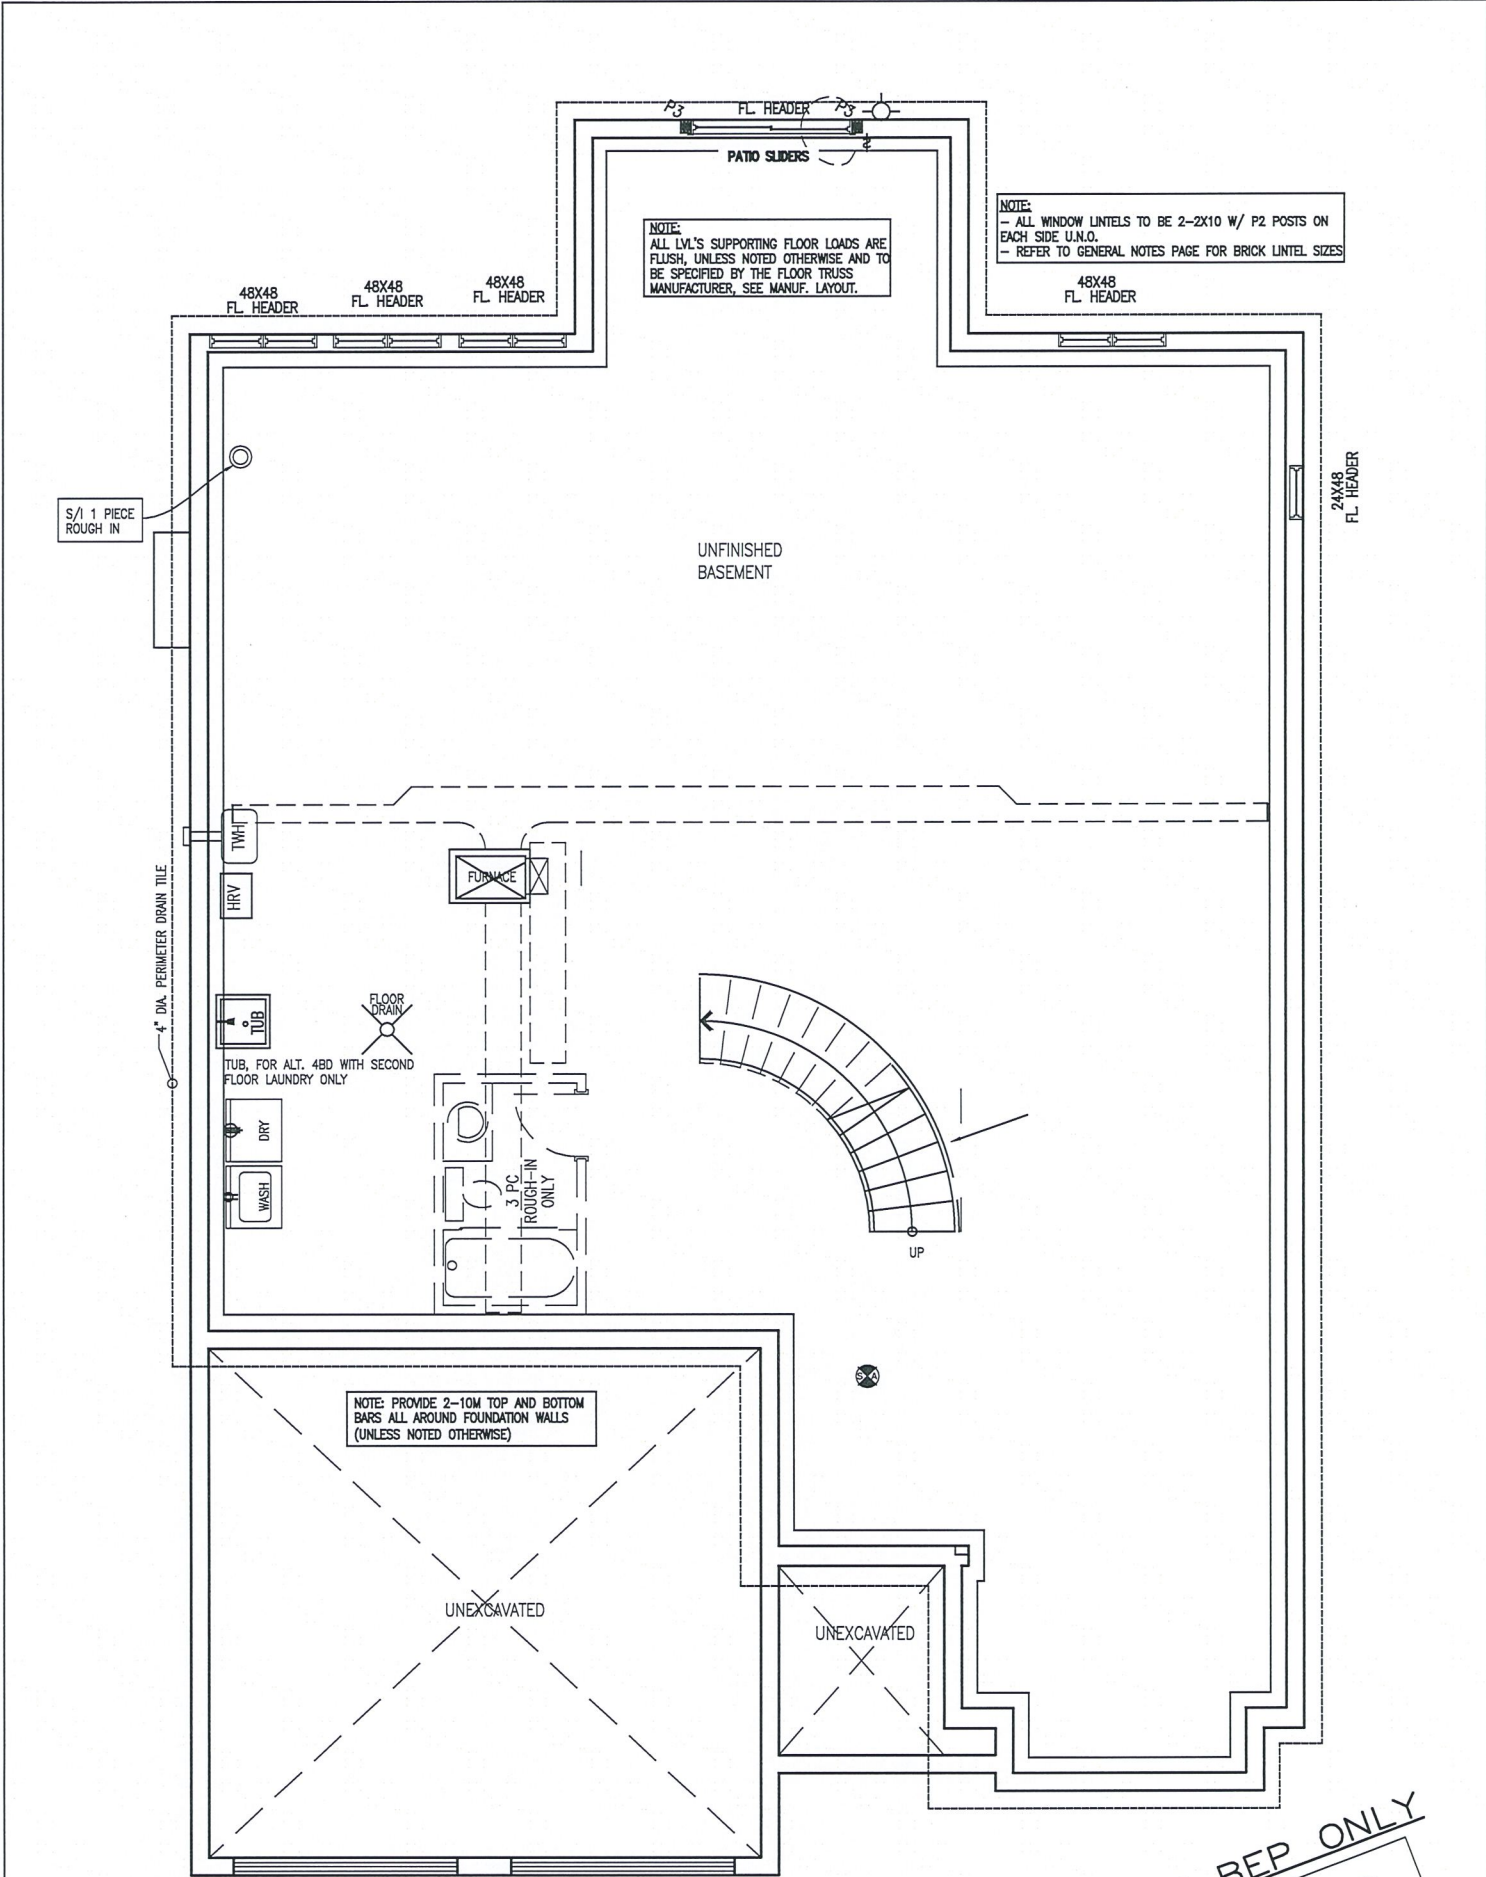 P3
FL. HEADER
P3
PATIO SLIDERS
NOTE:
- ALL WINDOW LINTELS TO BE 2-2X10 W/ P2 POSTS ON
EACH SIDE U.N.O.
- REFER TO GENERAL NOTES PAGE FOR BRICK LINTEL SIZES
NOTE:
ALL LVL'S SUPPORTING FLOOR LOADS ARE
FLUSH, UNLESS NOTED OTHERWISE AND TO
BE SPECIFIED BY THE FLOOR TRUSS
MANUFACTURER, SEE MANUF. LAYOUT.
48X48
FL. HEADER
48X48
FL. HEADER
48X48
FL. HEADER
48X48
FL. HEADER
24X48
FL. HEADER
S/I 1 PIECE
ROUGH IN
UNFINISHED
BASEMENT
TWH
FURNACE
HRV
4" DIA. PERIMETER DRAIN TILE
FLOOR
DRAIN
TUB
TUB, FOR ALT. 4BD WITH SECOND
FLOOR LAUNDRY ONLY
DRY
WASH
3 PC
ROUGH-IN
ONLY
UP
S A
NOTE: PROVIDE 2-10M TOP AND BOTTOM
BARS ALL AROUND FOUNDATION WALLS
(UNLESS NOTED OTHERWISE)
UNEXCAVATED
UNEXCAVATED
REP ONLY